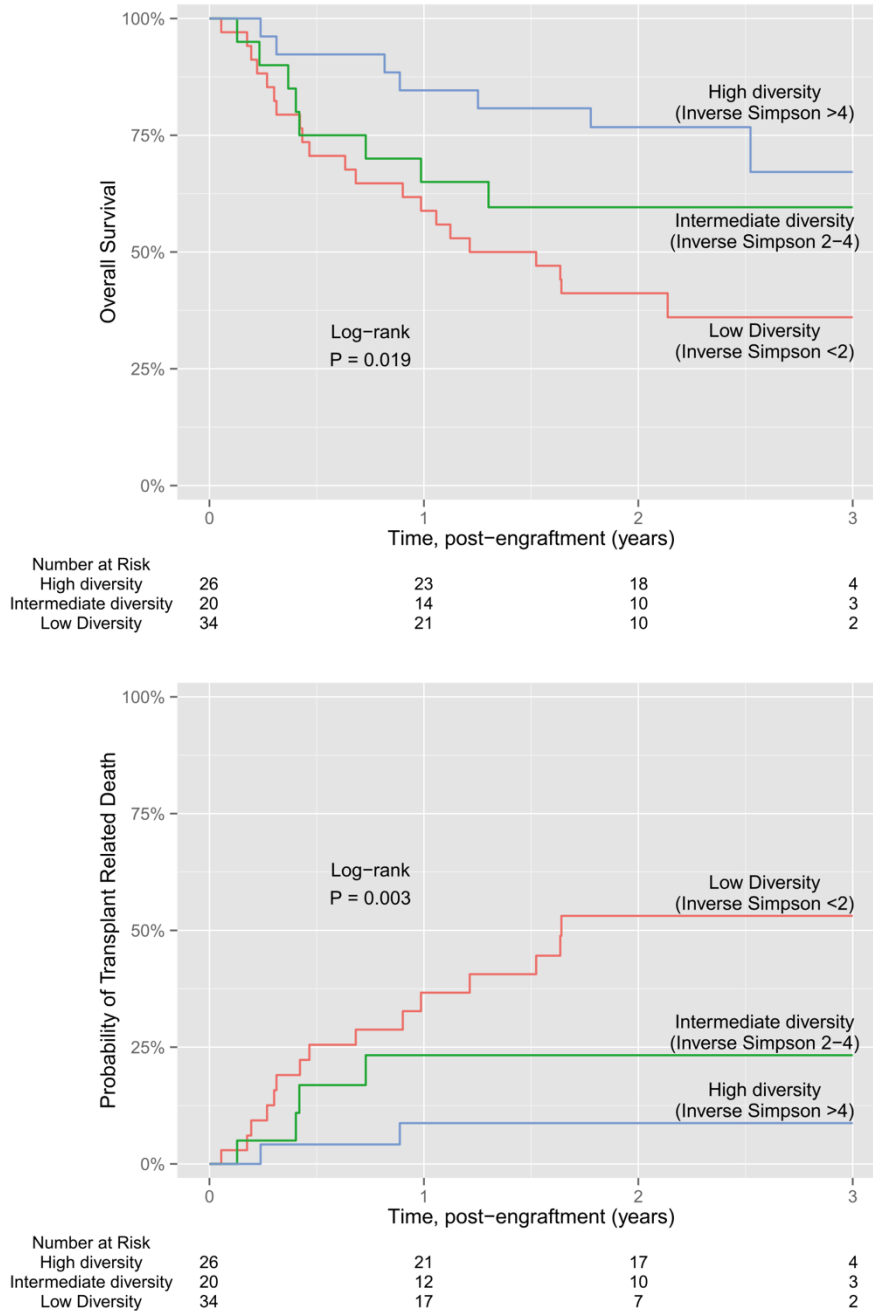 100%
75%
50%
25%
0%
Overall Survival
High diversity
(Inverse Simpson >4)
Intermediate diversity
(Inverse Simpson 2−4)
Low Diversity
(Inverse Simpson <2)
Log−rank
P = 0.019
0 1 2 3
Time, post−engraftment (years)
Number at Risk
High diversity 26 23 18 4
Intermediate diversity 20 14 10 3
Low Diversity 34 21 10 2
100%
75%
50%
25%
0%
Probability of Transplant Related Death
Log−rank
P = 0.003
Low Diversity
(Inverse Simpson <2)
Intermediate diversity
(Inverse Simpson 2−4)
High diversity
(Inverse Simpson >4)
0 1 2 3
Time, post−engraftment (years)
Number at Risk
High diversity 26 21 17 4
Intermediate diversity 20 12 10 3
Low Diversity 34 17 7 2